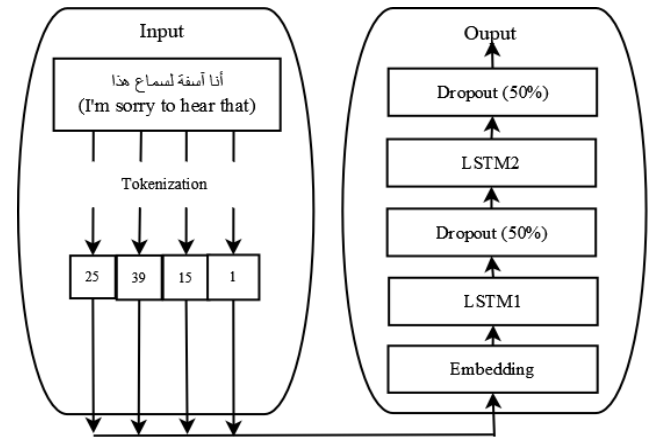 Input
أنا آسفة لسماع هذا
(I'm sorry to hear that)
Tokenization
25 39 15 1
Ouput
Dropout (50%)
LSTM2
Dropout (50%)
LSTM1
Embedding